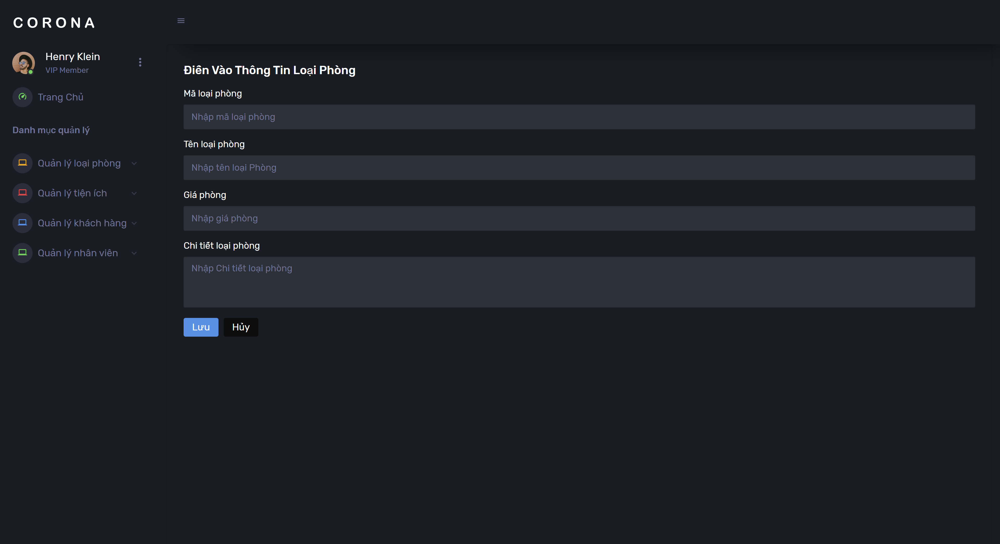 CORONA
Henry Klein
VIP Member
Trang Chủ
Danh mục quản lý
Quản lý loại phòng
Quản lý tiện ích
Quản lý khách hàng
Quản lý nhân viên
Điền Vào Thông Tin Loại Phòng
Mã loại phòng
Nhập mã loại phòng
Tên loại phòng
Nhập tên loại Phòng
Giá phòng
Nhập giá phòng
Chi tiết loại phòng
Nhập Chi tiết loại phòng
Lưu
Hủy